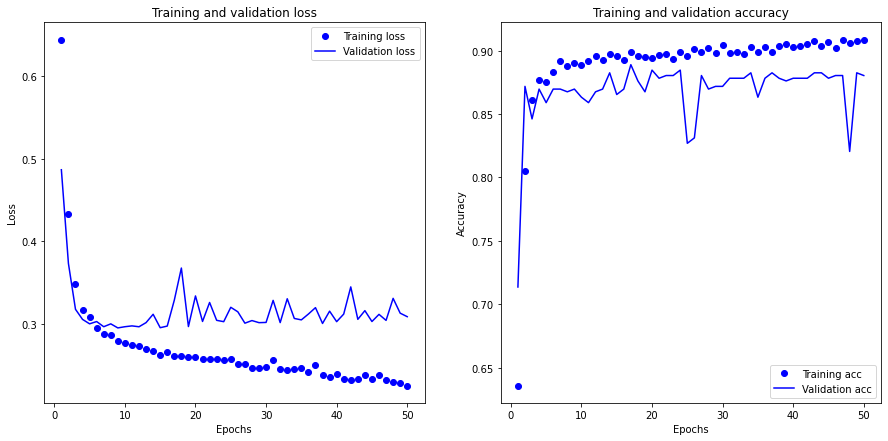 Training and validation loss
Training loss
Validation loss
0.6
0.5
0.4
0.3
Loss
0 10 20 30 40 50
Epochs
Training and validation accuracy
0.90
0.85
0.80
0.75
0.70
0.65
Accuracy
Training acc
Validation acc
0 10 20 30 40 50
Epochs